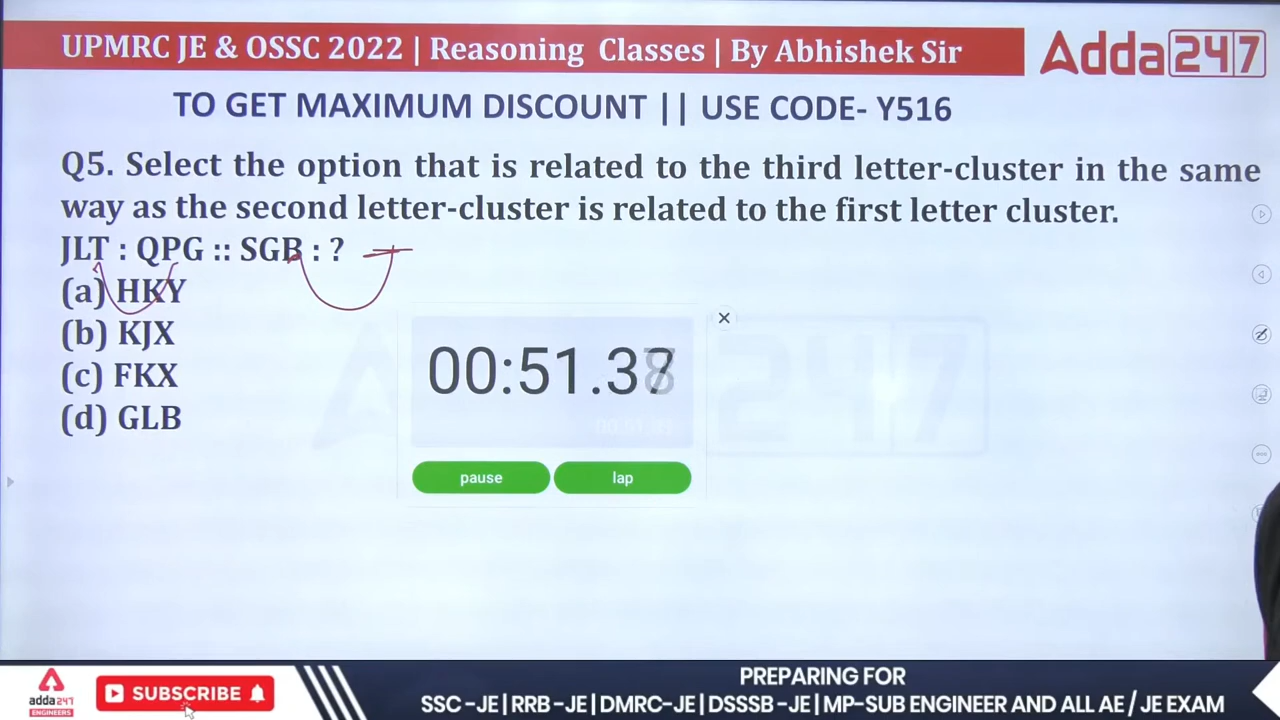 UPMRC JE & OSSC 2022 | Reasoning Classes | By Abhishek Sir
Adda247
TO GET MAXIMUM DISCOUNT || USE CODE- Y516
Q5. Select the option that is related to the third letter-cluster in the same
way as the second letter-cluster is related to the first letter cluster.
JLT : QPG :: SGB : ?
(a) HKY
(b) KJX
(c) FKX
(d) GLB
00:51.37
pause
lap
adda247
ENGINEERS
SUBSCRIBE
PREPARING FOR
SSC -JE | RRB -JE | DMRC-JE | DSSSB -JE | MP-SUB ENGINEER AND ALL AE / JE EXAM